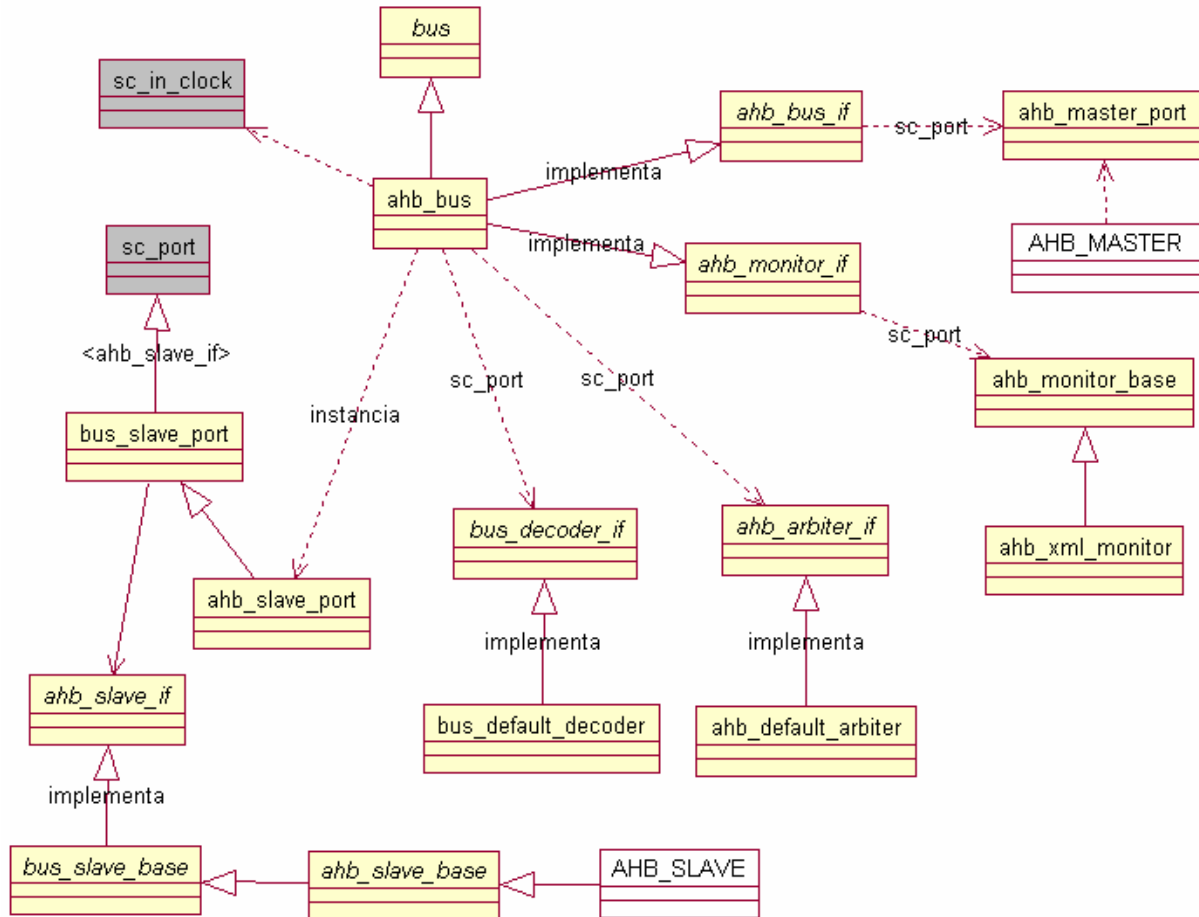 bus
sc_in_clock
ahb_bus_if
ahb_master_port
sc_port
implementa
ahb_bus
sc_port
implementa
AHB_MASTER
ahb_monitor_if
<ahb_slave_if>
sc_port
ahb_monitor_base
sc_port
sc_port
bus_slave_port
instancia
bus_decoder_if
ahb_arbiter_if
ahb_xml_monitor
ahb_slave_port
implementa
implementa
ahb_slave_if
bus_default_decoder
ahb_default_arbiter
implementa
bus_slave_base
ahb_slave_base
AHB_SLAVE